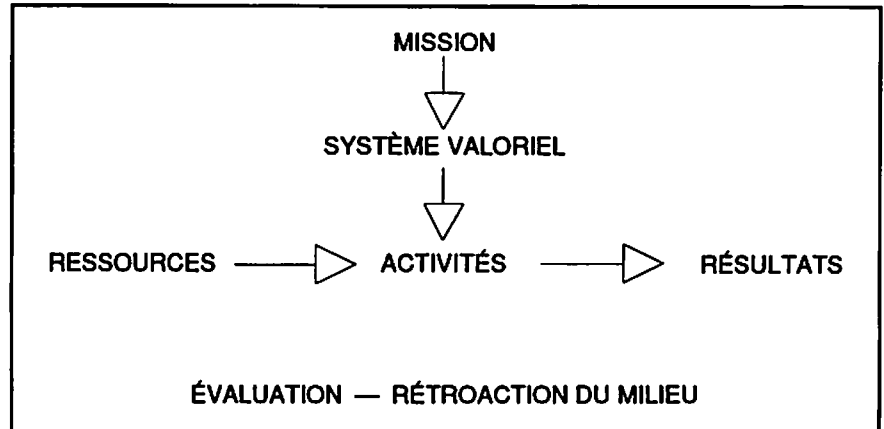 MISSION
SYSTÈME VALORIEL
RESSOURCES ACTIVITÉS RÉSULTATS
ÉVALUATION — RÉTROACTION DU MILIEU